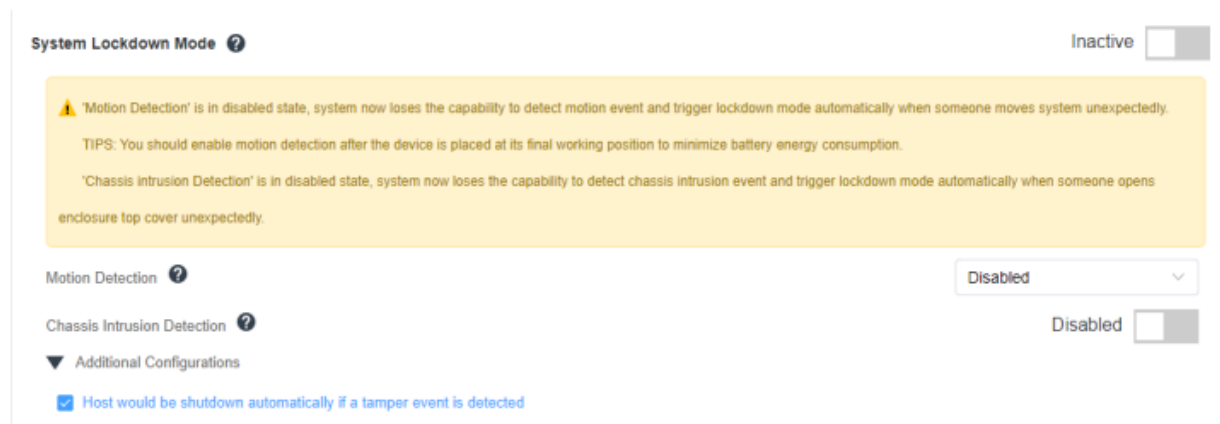 System Lockdown Mode ? Inactive
'Motion Detection' is in disabled state, system now loses the capability to detect motion event and trigger lockdown mode automatically when someone moves system unexpectedly.
TIPS: You should enable motion detection after the device is placed at its final working position to minimize battery energy consumption.
'Chassis intrusion Detection' is in disabled state, system now loses the capability to detect chassis intrusion event and trigger lockdown mode automatically when someone opens
enclosure top cover unexpectedly.
Motion Detection ? Disabled
Chassis Intrusion Detection ? Disabled
Additional Configurations
Host would be shutdown automatically if a tamper event is detected